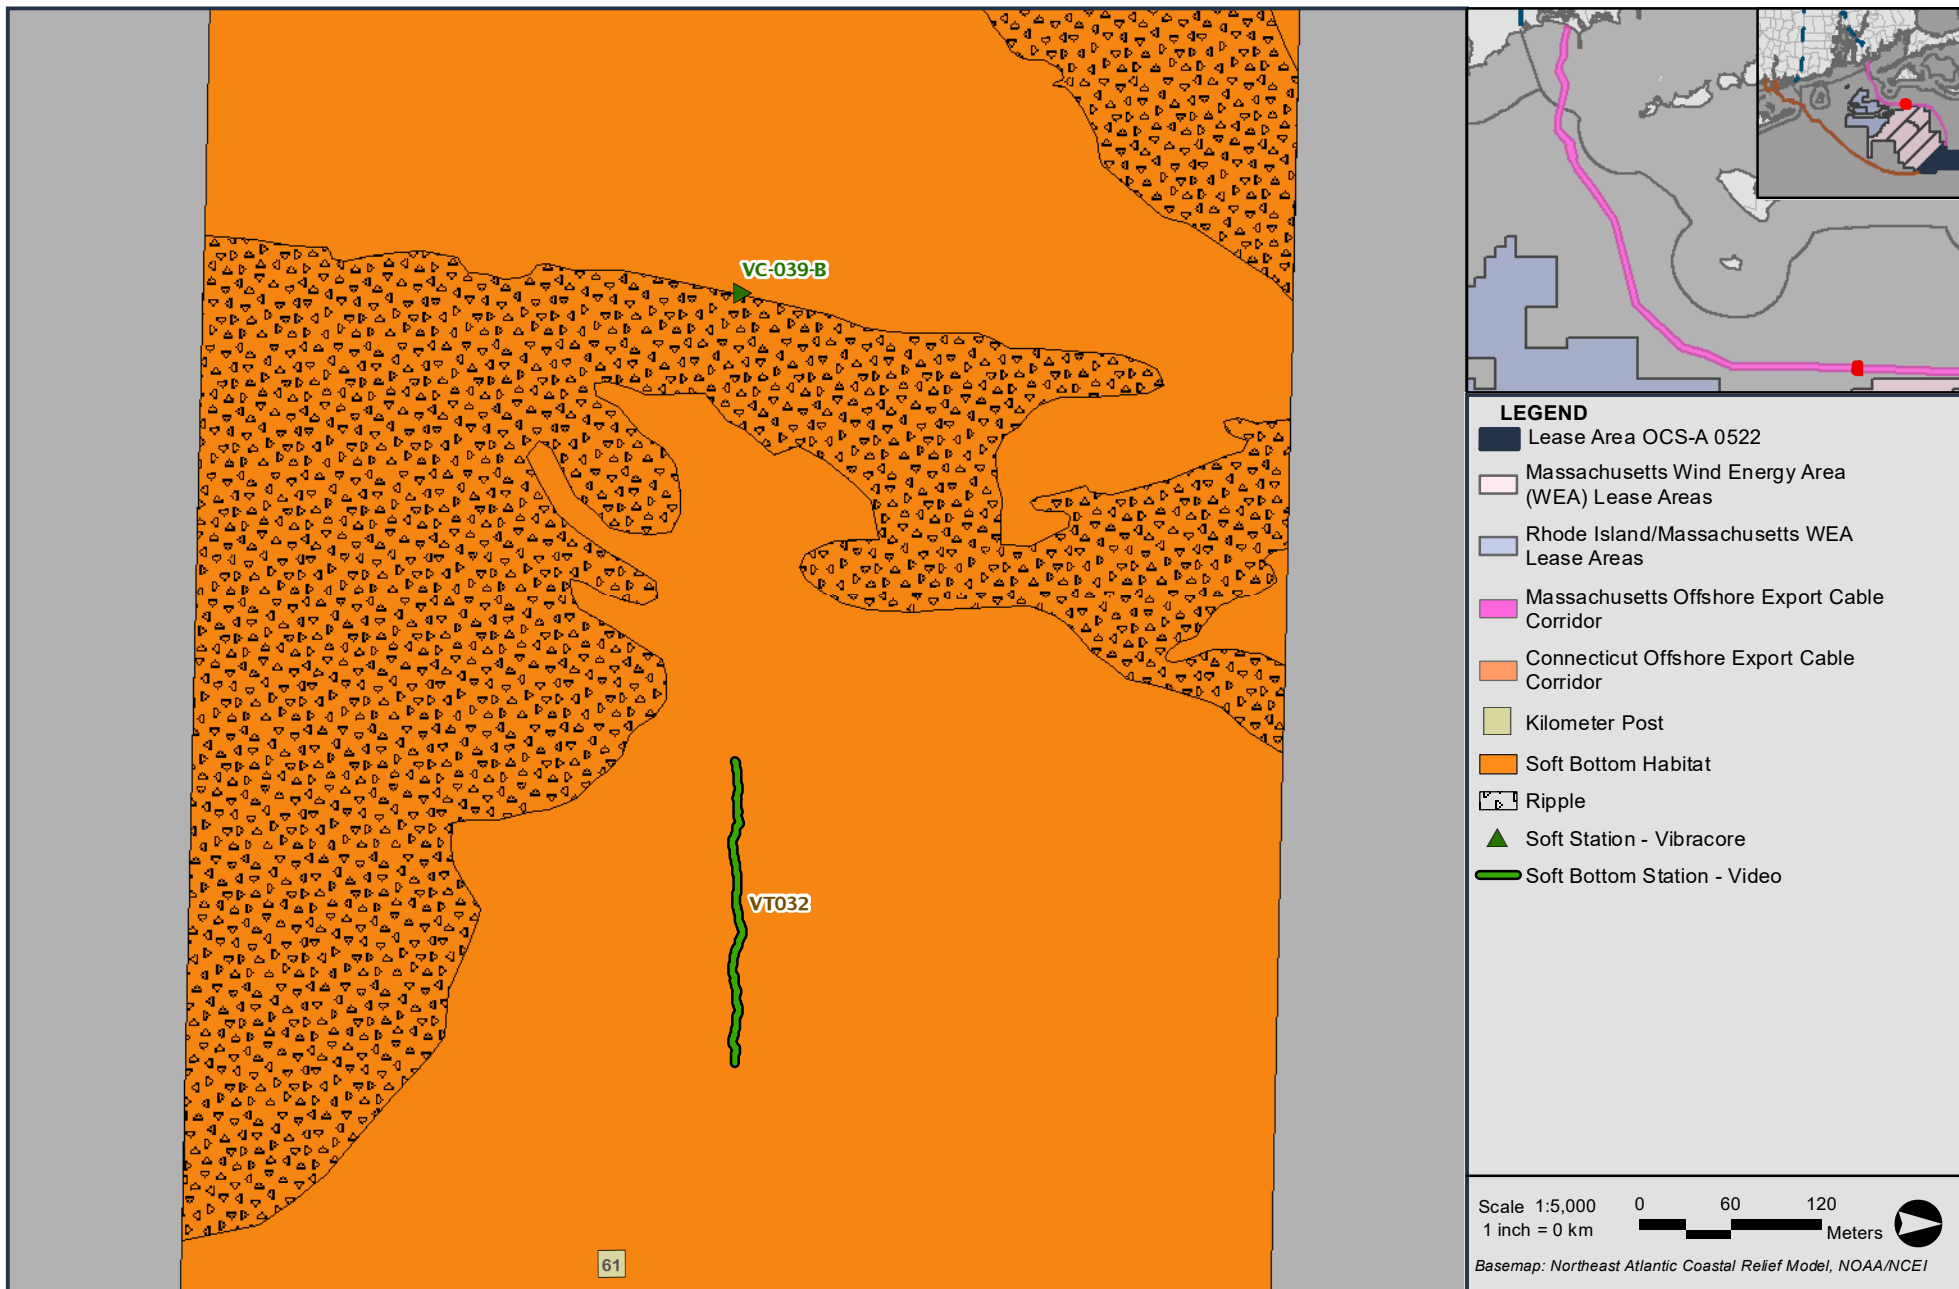 VC-039-B
VT032
61
LEGEND
Lease Area OCS-A 0522
Massachusetts Wind Energy Area
(WEA) Lease Areas
Rhode Island/Massachusetts WEA
Lease Areas
Massachusetts Offshore Export Cable
Corridor
Connecticut Offshore Export Cable
Corridor
Kilometer Post
Soft Bottom Habitat
Ripple
Soft Station - Vibracore
Soft Bottom Station - Video
Scale 1:5,000
1 inch = 0 km
0 60 120
Meters
Basemap: Northeast Atlantic Coastal Relief Model, NOAA/NCEI